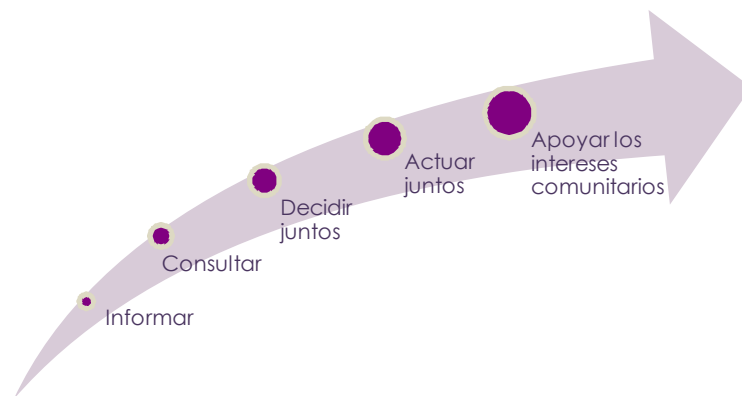 Informar
Consultar
Decidir
juntos
Actuar
juntos
Apoyar los
intereses
comunitarios